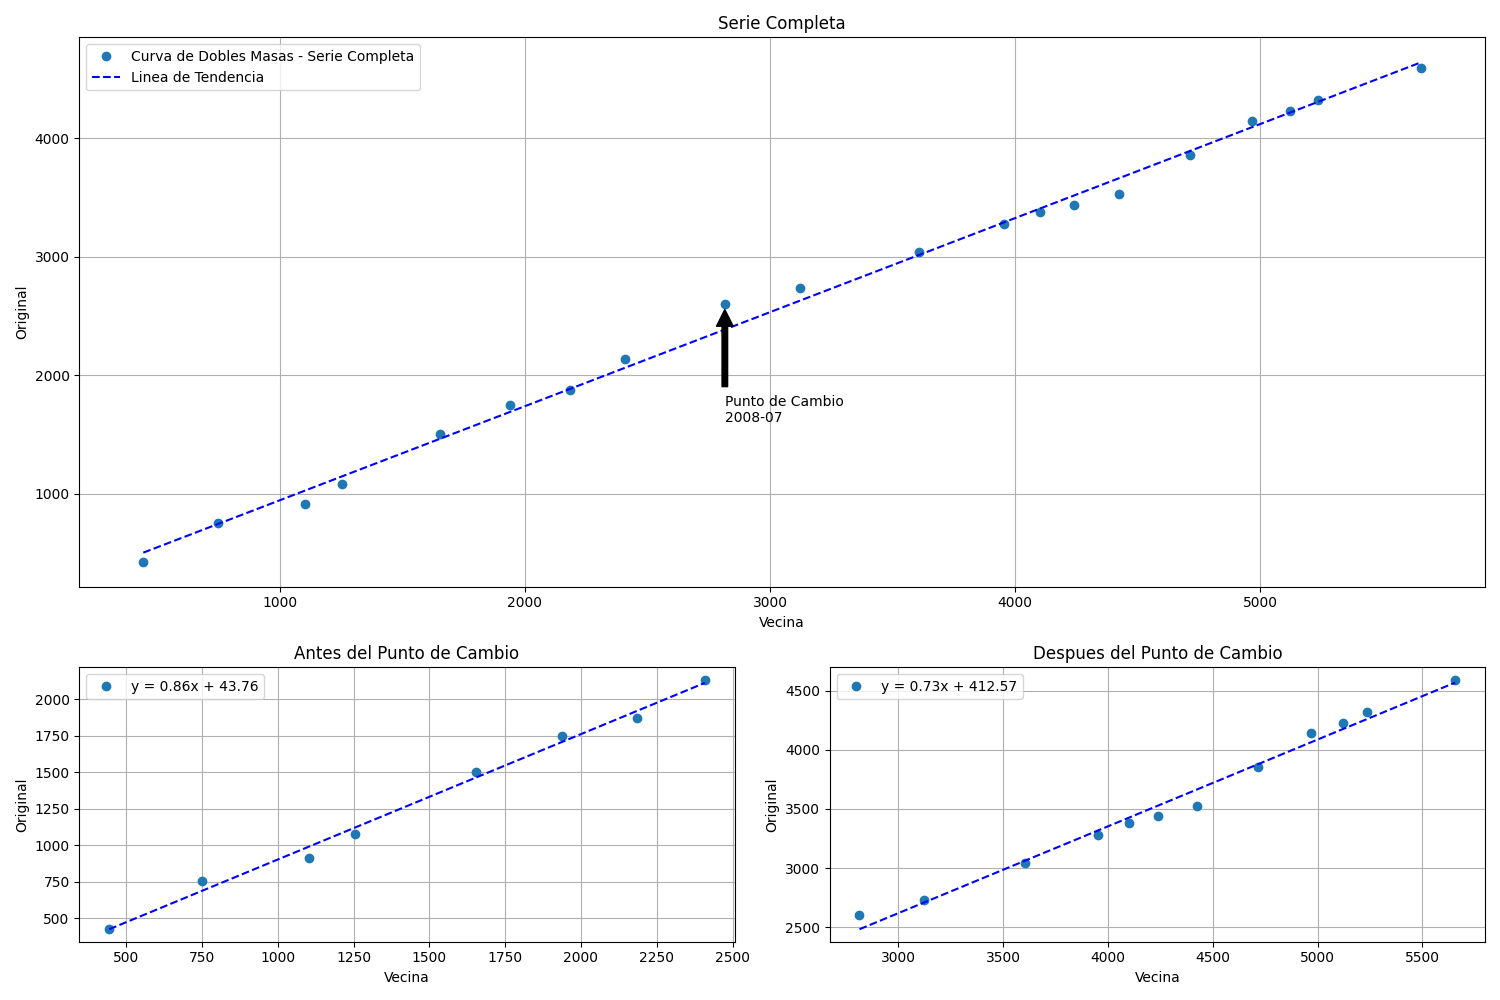 Serie Completa
Curva de Dobles Masas - Serie Completa
Linea de Tendencia
4000
3000
2000
1000
Original
Punto de Cambio
2008-07
1000
2000
3000
4000
5000
Vecina
Antes del Punto de Cambio
y = 0.86x + 43.76
2000
1750
1500
1250
1000
750
500
Original
500
750
1000
1250
1500
1750
2000
2250
2500
Vecina
Despues del Punto de Cambio
y = 0.73x + 412.57
4500
4000
3500
3000
2500
Original
3000
3500
4000
4500
5000
5500
Vecina